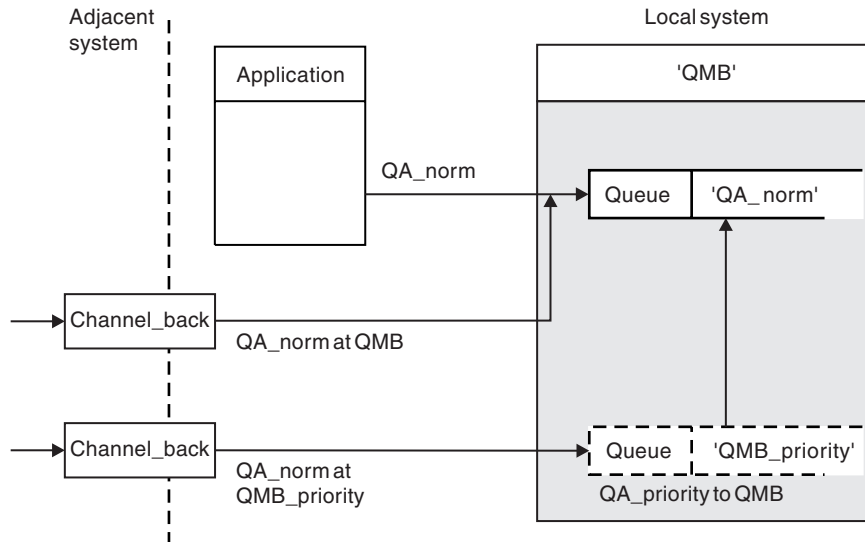 Adjacent
system
Local system
Application
'QMB'
QA_norm
Queue
'QA_norm'
Channel_back
QA_norm at QMB
Channel_back
QA_norm at
QMB_priority
Queue
'QMB_priority'
QA_priority to QMB